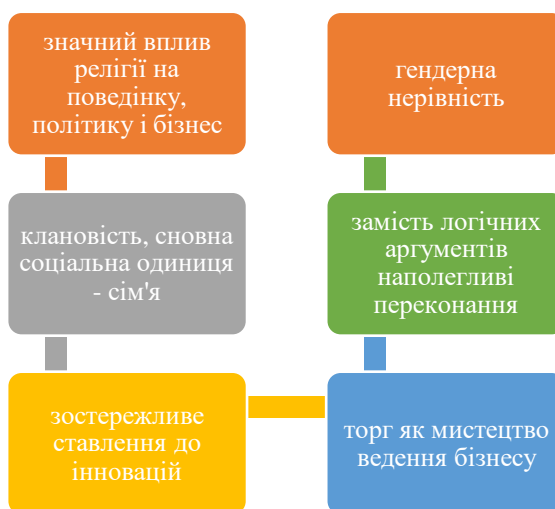 значний вплив
релігії на
поведінку,
політику і бізнес
клановість, сновна
соціальна одиниця
- сім'я
зостережливе
ставлення до
інновацій
торг як мистецтво
ведення бізнесу
замість логічних
аргументів
наполегливі
переконання
гендерна
нерівність